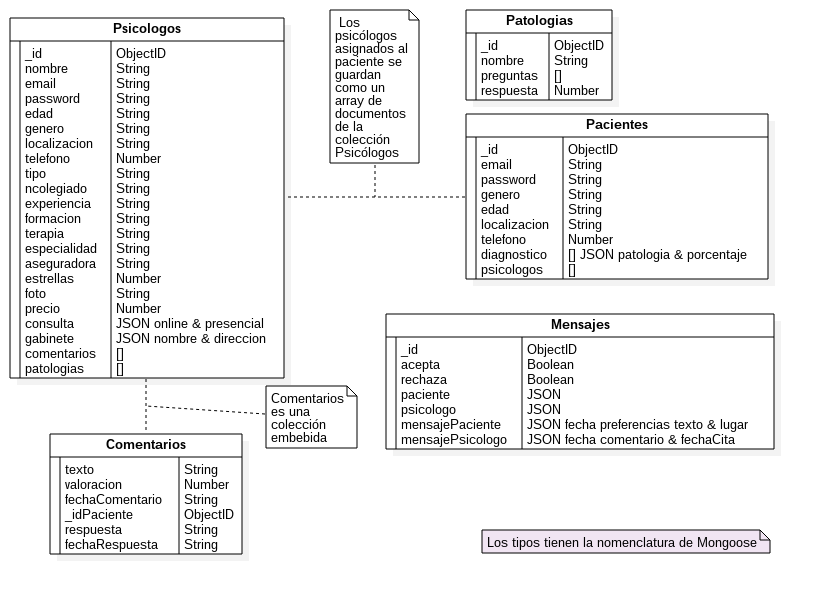 Psicologos
_id ObjectID
nombre String
email String
password String
edad String
genero String
localizacion String
telefono Number
tipo String
ncolegiado String
experiencia String
formacion String
terapia String
especialidad String
aseguradora String
estrellas Number
foto String
precio Number
consulta JSON online & presencial
gabinete JSON nombre & direccion
comentarios []
patologias []
Los
psicólogos
asignados al
paciente se
guardan
como un
array de
documentos
de la
colección
Psicólogos
Patologias
_id ObjectID
nombre String
preguntas []
respuesta Number
Pacientes
_id ObjectID
email String
password String
genero String
edad String
localizacion String
telefono Number
diagnostico [] JSON patologia & porcentaje
psicologos []
Mensajes
_id ObjectID
acepta Boolean
rechaza Boolean
paciente JSON
psicologo JSON
mensajePaciente JSON fecha preferencias texto & lugar
mensajePsicologo JSON fecha comentario & fechaCita
Comentarios
es una
colección
embebida
Comentarios
texto String
valoracion Number
fechaComentario String
_idPaciente ObjectID
respuesta String
fechaRespuesta String
Los tipos tienen la nomenclatura de Mongoose